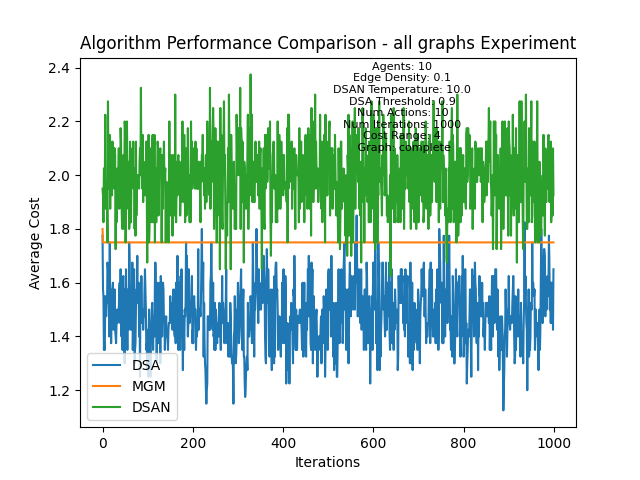 Algorithm Performance Comparison - all graphs Experiment
Agents: 10
Edge Density: 0.1
DSAN Temperature: 10.0
DSA Threshold: 0.9
Num Actions: 10
Num Iterations: 1000
Cost Range: 4
Graph: complete
Average Cost
2.4
2.2
2.0
1.8
1.6
1.4
1.2
DSA
MGM
DSAN
0
200
400
600
800
1000
Iterations